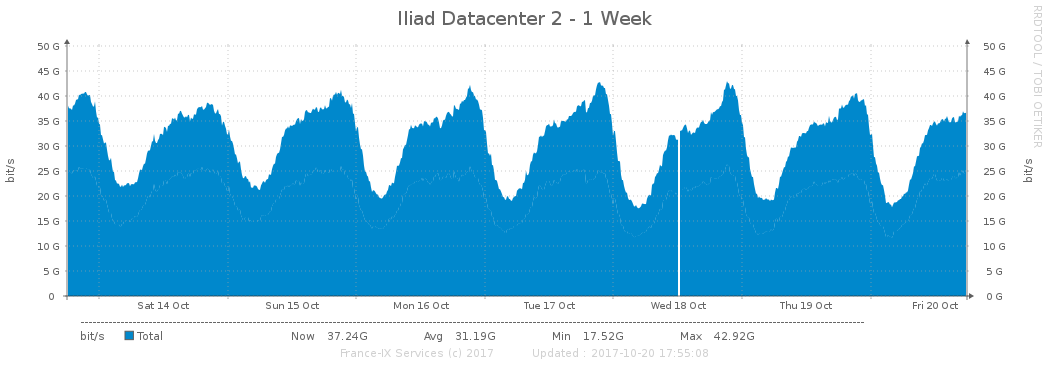 Iliad Datacenter 2 - 1 Week
RRDTOOL / TOBI OETIKER
bit/s
50 G 50 G
45 G 45 G
40 G 40 G
35 G 35 G
30 G 30 G
25 G 25 G
20 G 20 G
15 G 15 G
10 G 10 G
5 G 5 G
0 0 G
bit/s
Sat 14 Oct Sun 15 Oct Mon 16 Oct Tue 17 Oct Wed 18 Oct Thu 19 Oct Fri 20 Oct
bit/s Total Now 37.24G Avg 31.19G Min 17.52G Max 42.92G
France-IX Services (c) 2017 Updated : 2017-10-20 17:55:08